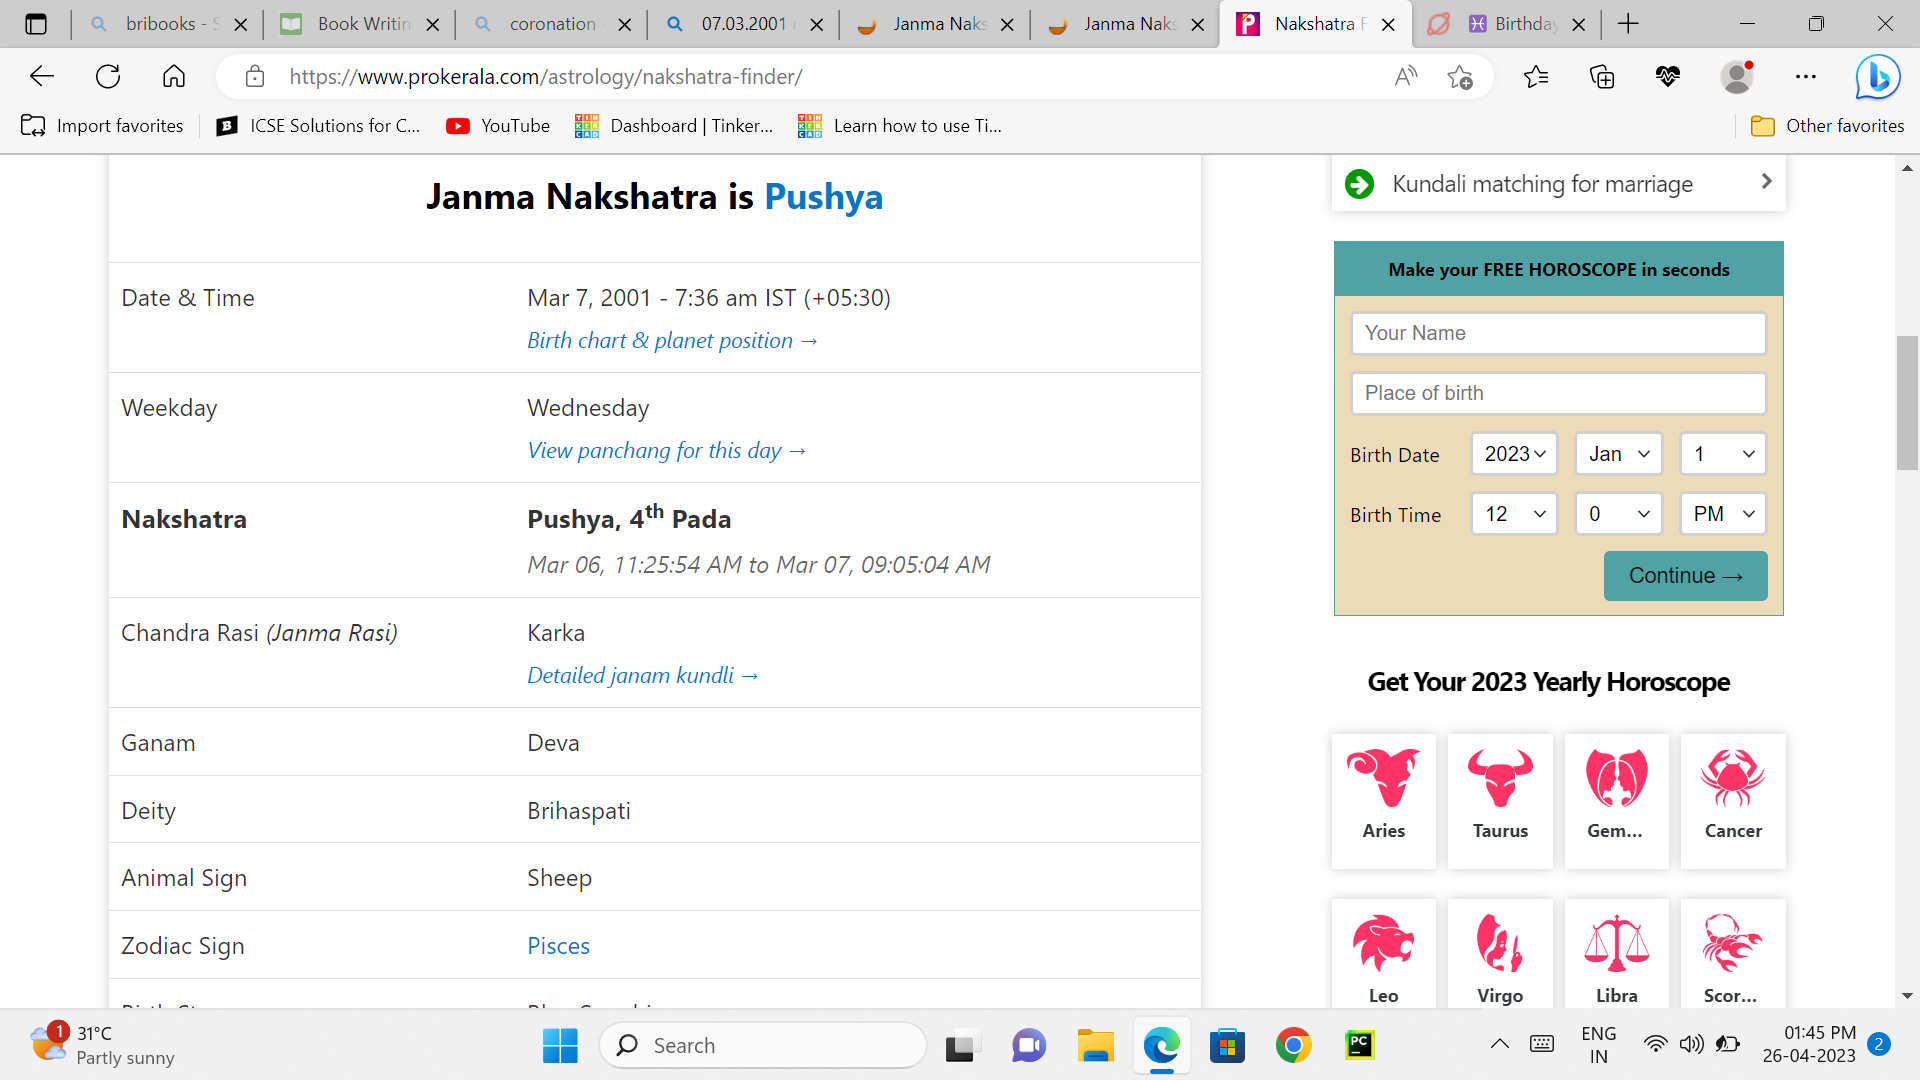 bribooks - S
Book Writin
coronation
07.03.2001
Janma Naks
Janma Naks
Nakshatra F
Birthday
https://www.prokerala.com/astrology/nakshatra-finder/
Import favorites
ICSE Solutions for C...
YouTube
Dashboard | Tinker...
Learn how to use Ti...
Other favorites
Janma Nakshatra is Pushya
Date & Time
Mar 7, 2001 - 7:36 am IST (+05:30)
Birth chart & planet position →
Weekday
Wednesday
View panchang for this day →
Nakshatra
Pushya, 4th Pada
Mar 06, 11:25:54 AM to Mar 07, 09:05:04 AM
Chandra Rasi (Janma Rasi)
Karka
Detailed janam kundli →
Ganam
Deva
Deity
Brihaspati
Animal Sign
Sheep
Zodiac Sign
Pisces
Kundali matching for marriage
Make your FREE HOROSCOPE in seconds
Your Name
Place of birth
Birth Date
2023
Jan
1
Birth Time
12
0
PM
Continue →
Get Your 2023 Yearly Horoscope
Aries
Taurus
Gem...
Cancer
Leo
Virgo
Libra
Scor...
1
31°C
Partly sunny
Search
PC
ENG
IN
01:45 PM
26-04-2023
2